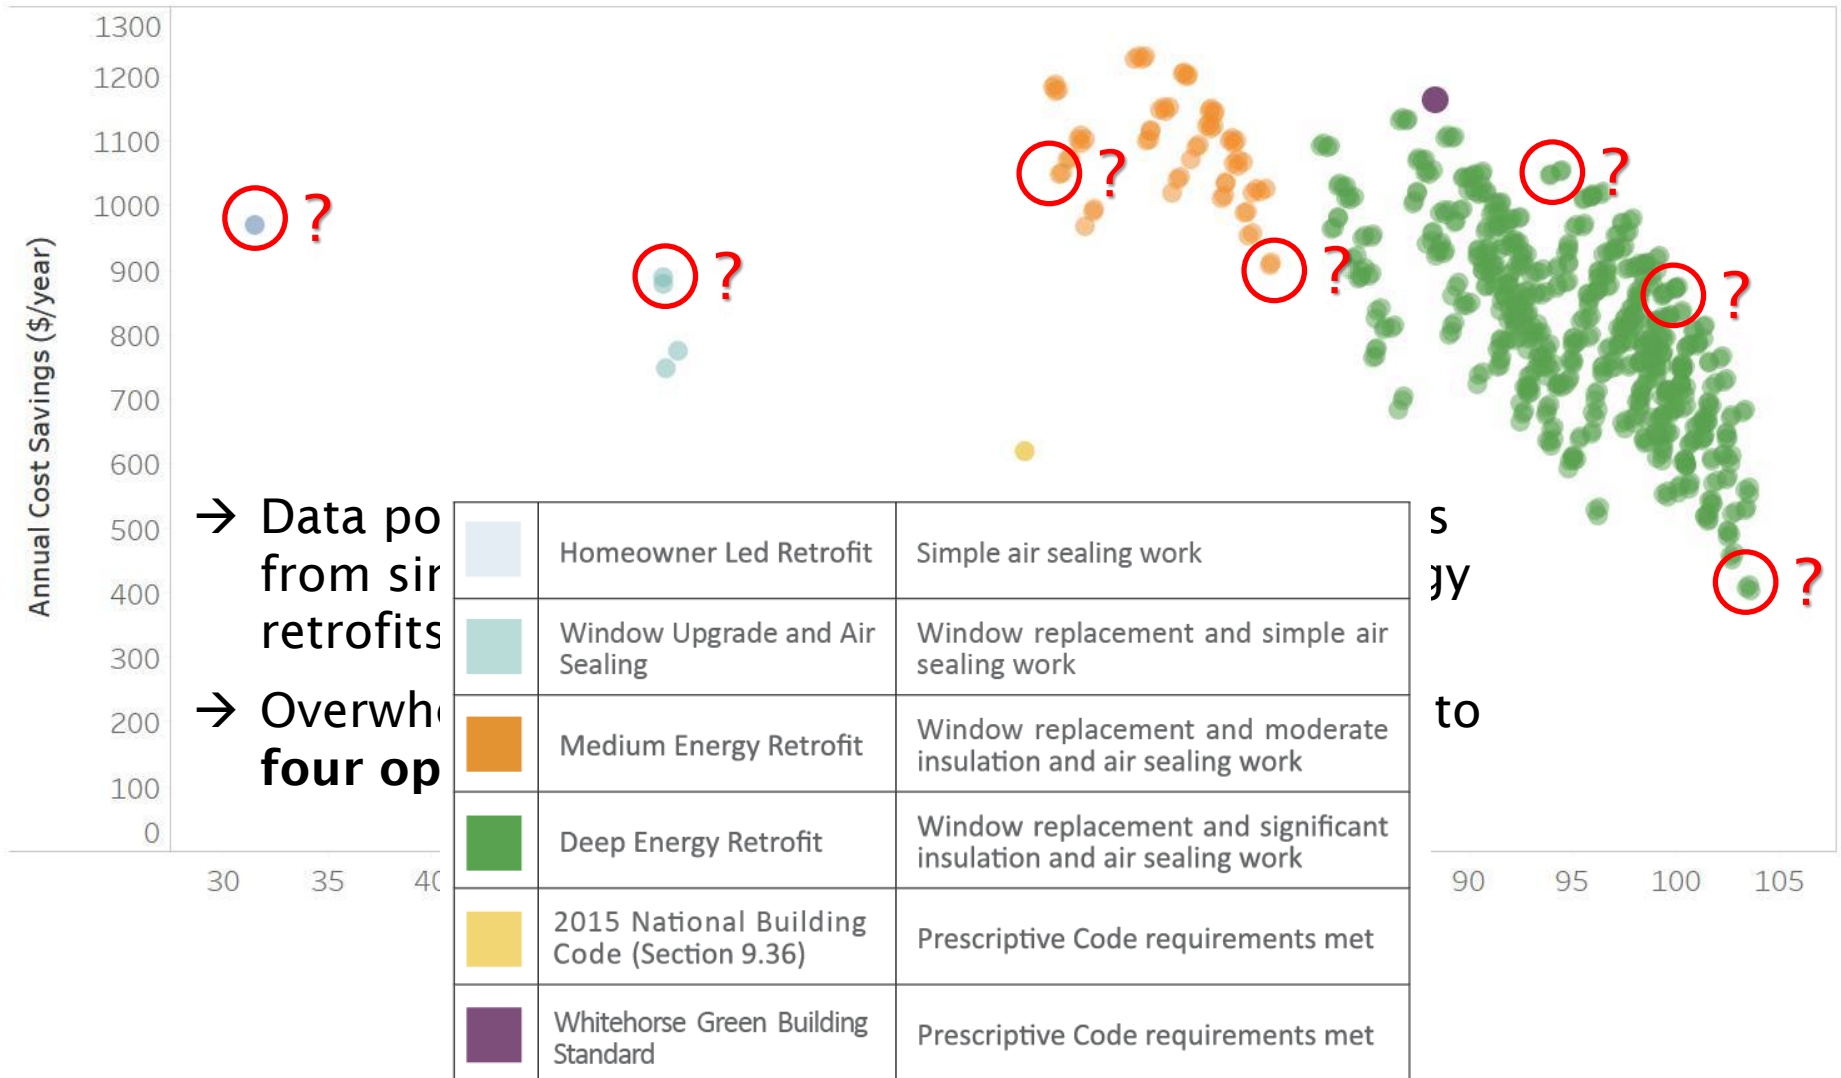 Annual Cost Savings ($/year)
1300
1200
1100
1000
900
800
700
600
500
400
300
200
100
0
?
?
?
?
?
?
?
→ Data po
s
from sin
gy
retrofits
→ Overwhe
to
four op
Homeowner Led Retrofit
Simple air sealing work
Window Upgrade and Air
Sealing
Window replacement and simple air
sealing work
Medium Energy Retrofit
Window replacement and moderate
insulation and air sealing work
Deep Energy Retrofit
Window replacement and significant
insulation and air sealing work
2015 National Building
Code (Section 9.36)
Prescriptive Code requirements met
Whitehorse Green Building
Standard
Prescriptive Code requirements met
30 35 40 90 95 100 105